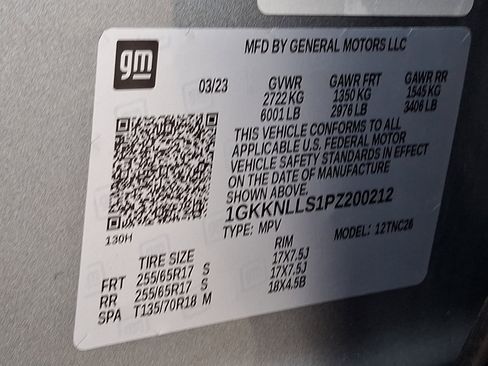 gm
MFD BY GENERAL MOTORS LLC
03/23 GVWR GAWR FRT GAWR RR
2722 KG 1350 KG 1545 KG
6001 LB 2976 LB 3406 LB
THIS VEHICLE CONFORMS TO ALL
APPLICABLE U.S. FEDERAL MOTOR
VEHICLE SAFETY STANDARDS IN EFFECT
ON THE DATE OF MANUFACTURE
SHOWN ABOVE.
1GKKNLLS1PZ200212
130H
TYPE: MPV MODEL: 12TNC26
TIRE SIZE RIM
FRT 255/65R17 S 17X7.5J
RR 255/65R17 S 17X7.5J
SPA T135/70R18 M 18X4.5B